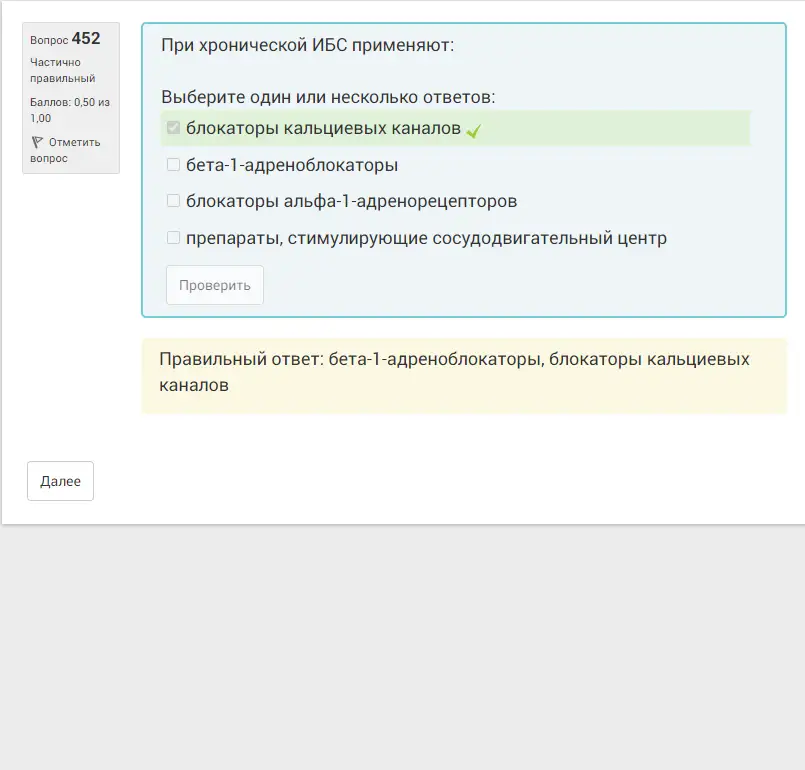 Вопрос 452
Частично
правильный
Баллов: 0,50 из
1,00
Отметить
вопрос
При хронической ИБС применяют:
Выберите один или несколько ответов:
блокаторы кальциевых каналов
бета-1-адреноблокаторы
блокаторы альфа-1-адренорецепторов
препараты, стимулирующие сосудодвигательный центр
Проверить
Правильный ответ: бета-1-адреноблокаторы, блокаторы кальциевых
каналов
Далее